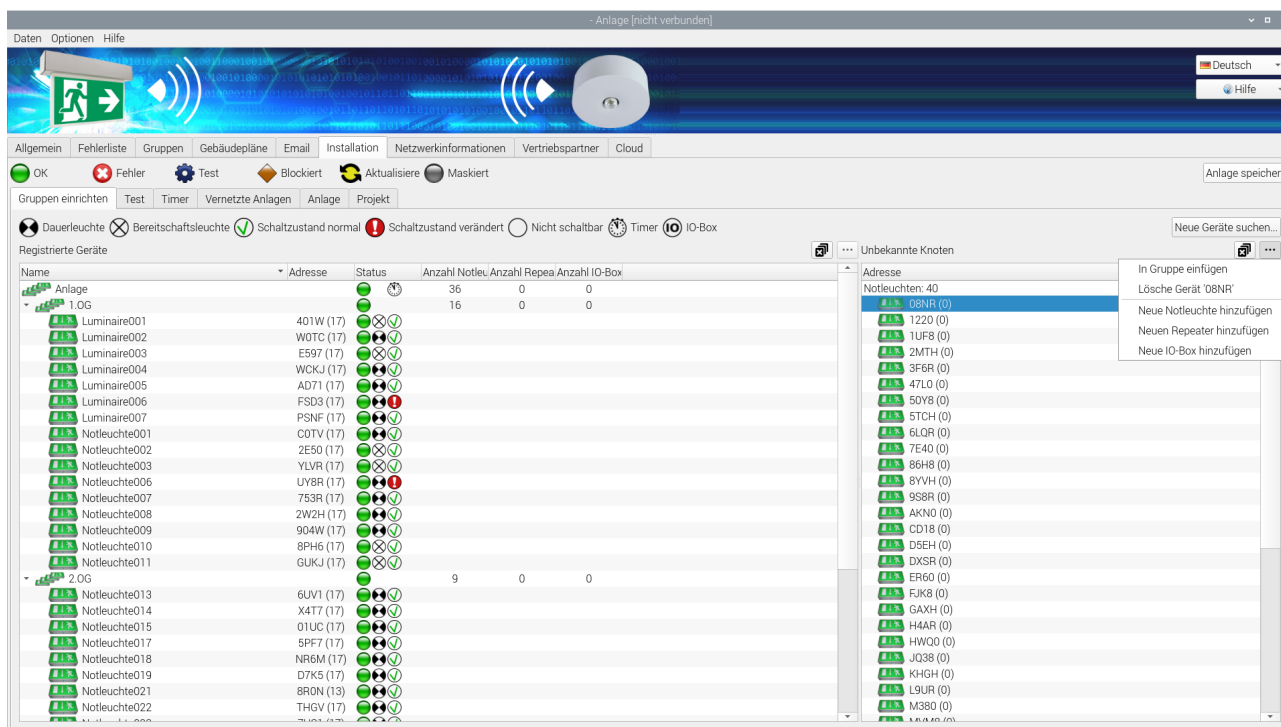 - Anlage [nicht verbunden]
Daten Optionen Hilfe
Deutsch
Hilfe
Allgemein Fehlerliste Gruppen Gebäudepläne Email Installation Netzwerkinformationen Vertriebspartner Cloud
OK Fehler Test Blockiert Aktualisiere Maskiert Anlage speicher
Gruppen einrichten Test Timer Vernetzte Anlagen Anlage Projekt
Dauerleuchte Bereitschaftsleuchte Schaltzustand normal Schaltzustand verändert Nicht schaltbar Timer IO IO-Box Neue Geräte suchen...
Registrierte Geräte ... Unbekannte Knoten ...
Name Adresse Status Anzahl Notleu Anzahl Repea Anzahl IO-Box Adresse
In Gruppe einfügen
Lösche Gerät '08NR'
Neue Notleuchte hinzufügen
Neuen Repeater hinzufügen
Neue IO-Box hinzufügen
Anlage 36 0 0 Notleuchten: 40
1.OG 16 0 0 08NR (0)
Luminaire001 401W (17) 1220 (0)
Luminaire002 W0TC (17) 1UF8 (0)
Luminaire003 E597 (17) 2MTH (0)
Luminaire004 WCKJ (17) 3F6R (0)
Luminaire005 AD71 (17) 47L0 (0)
Luminaire006 FSD3 (17) 50Y8 (0)
Luminaire007 PSNF (17) 5TCH (0)
Notleuchte001 C0TV (17) 6LQR (0)
Notleuchte002 2E50 (17) 7E40 (0)
Notleuchte003 YLVR (17) 86H8 (0)
Notleuchte006 UY8R (17) 8YVH (0)
Notleuchte007 753R (17) 9S8R (0)
Notleuchte008 2W2H (17) AKN0 (0)
Notleuchte009 904W (17) CD18 (0)
Notleuchte010 8PH6 (17) D5EH (0)
Notleuchte011 GUKJ (17) DXSR (0)
2.OG 9 0 0 ER60 (0)
Notleuchte013 6UV1 (17) FJK8 (0)
Notleuchte014 X4T7 (17) GAXH (0)
Notleuchte015 01UC (17) H4AR (0)
Notleuchte017 5PF7 (17) HWQ0 (0)
Notleuchte018 NR6M (17) JQ38 (0)
Notleuchte019 D7K5 (17) KHGH (0)
Notleuchte021 8R0N (13) L9UR (0)
Notleuchte022 THGV (17) M380 (0)